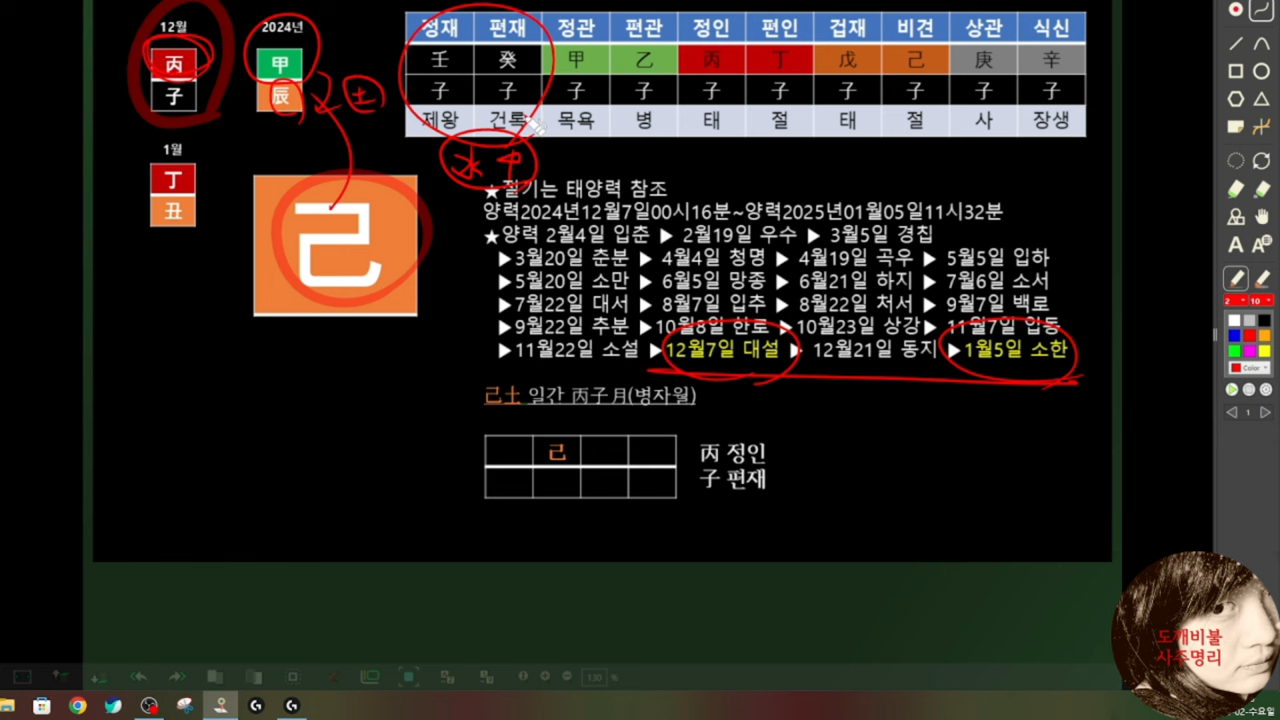 12월
2024년
丙
甲
子
辰
土
1월
丁
丑
己
정재 편재 정관 편관 정인 편인 겁재 비견 상관 식신
壬 癸 甲 乙 丙 丁 戊 己 庚 辛
子 子 子 子 子 子 子 子 子 子
제왕 건록 목욕 병 태 절 태 절 사 장생
水
★절기는 태양력 참조
양력2024년12월7일00시16분~양력2025년01월05일11시32분
★양력 2월4일 입춘 ▶ 2월19일 우수 ▶ 3월5일 경칩
▶3월20일 춘분 ▶ 4월4일 청명 ▶ 4월19일 곡우 ▶ 5월5일 입하
▶5월20일 소만 ▶ 6월5일 망종 ▶ 6월21일 하지 ▶ 7월6일 소서
▶7월22일 대서 ▶ 8월7일 입추 ▶ 8월22일 처서 ▶ 9월7일 백로
▶9월22일 추분 ▶10월8일 한로 ▶10월23일 상강▶ 11월7일 입동
▶11월22일 소설 ▶12월7일 대설 ▶ 12월21일 동지 ▶1월5일 소한
己土 일간 丙子月(병자월)
己
丙 정인
子 편재
도깨비불
사주명리
2
10
Color
1
130 %
02-수요일